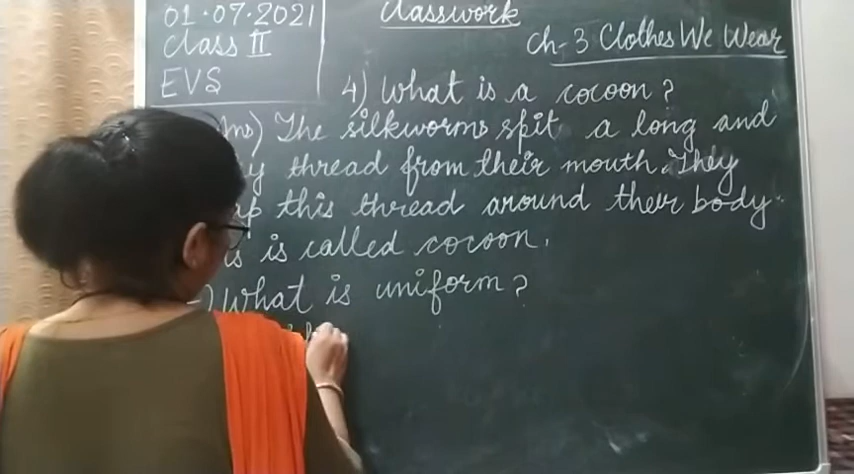 01.07.2021
Class II
EVS
Classwork
Ch-3 Clothes We Wear
4) What is a cocoon?
The silkworms spit a long and
thread from their mouth. They
this thread around their body.
is called cocoon.
What is uniform?